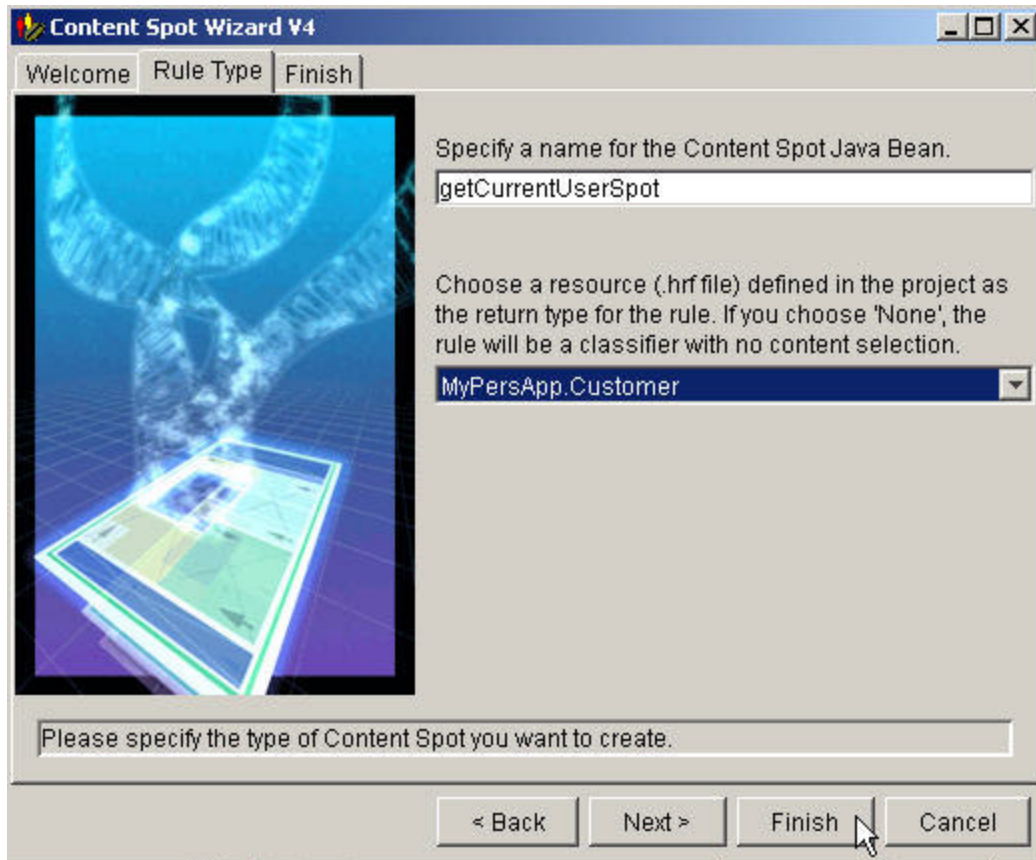 Content Spot Wizard V4
Welcome Rule Type Finish
Specify a name for the Content Spot Java Bean.
getCurrentUserSpot
Choose a resource (.hrf file) defined in the project as
the return type for the rule. If you choose 'None', the
rule will be a classifier with no content selection.
MyPersApp.Customer
Please specify the type of Content Spot you want to create.
< Back Next > Finish Cancel